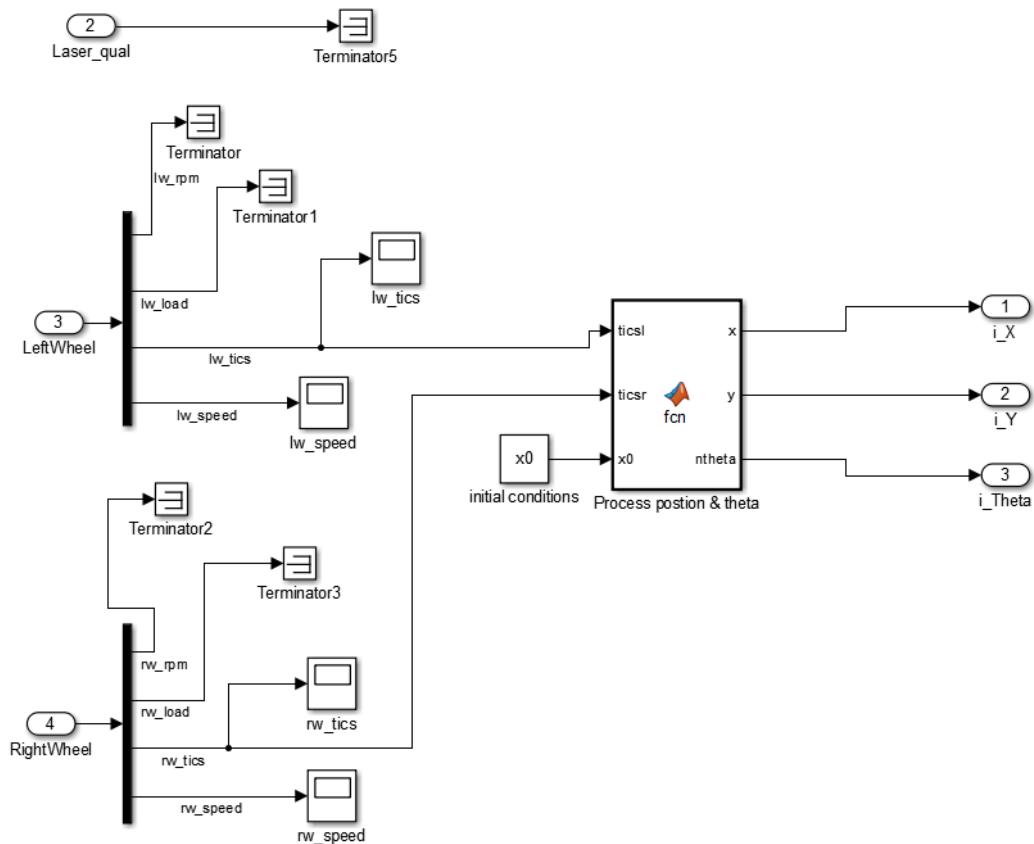 2
Laser_qual
Terminator5
Terminator
lw_rpm
Terminator1
lw_load
lw_tics
3
LeftWheel
lw_tics
lw_speed
lw_speed
ticsl
x
ticsr
fcn
y
x0
x0
ntheta
initial conditions
Process postion & theta
1
i_X
2
i_Y
3
i_Theta
Terminator2
Terminator3
rw_rpm
rw_load
rw_tics
4
RightWheel
rw_tics
rw_speed
rw_speed